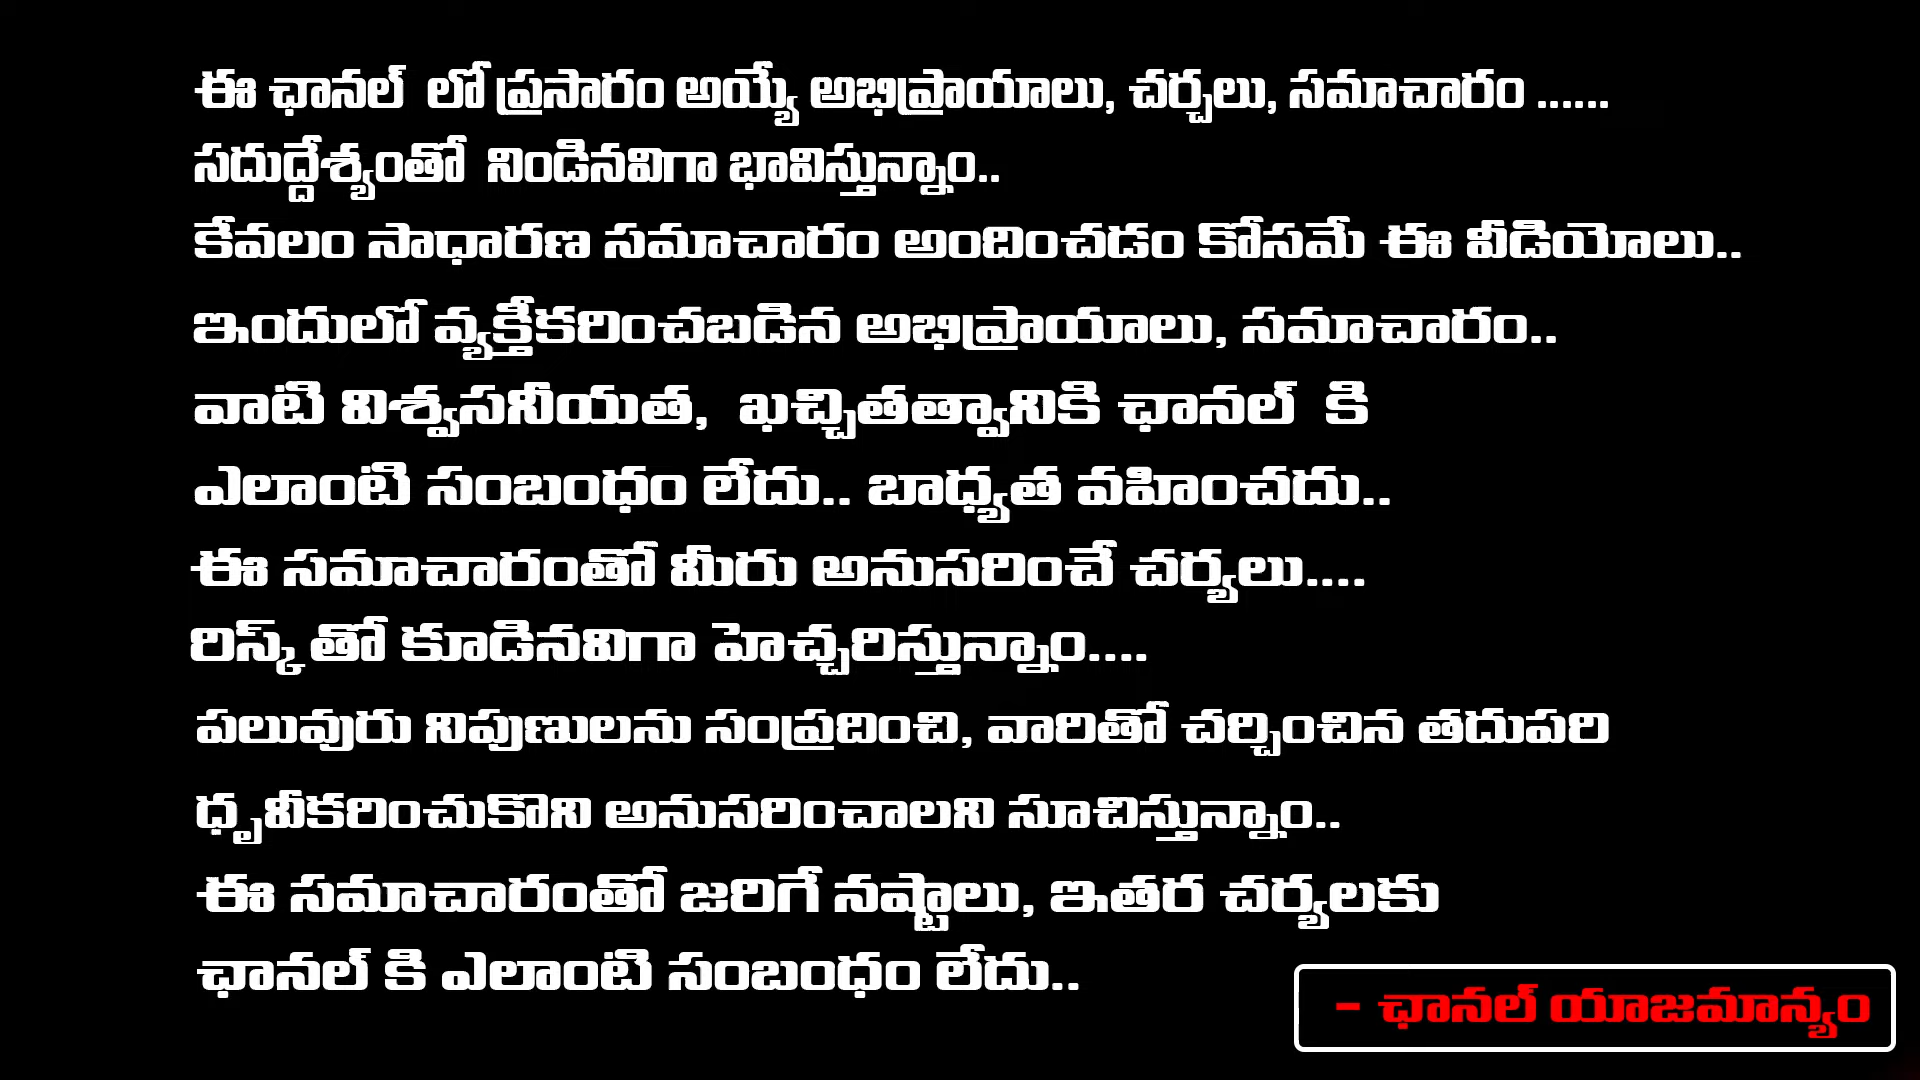 ఈ ఛానల్ లో ప్రసారం అయ్యే అభిప్రాయాలు, చర్చలు, సమాచారం ......
సదుద్దేశ్యంతో నిండినవిగా భావిస్తున్నాం..
కేవలం సాధారణ సమాచారం అందించడం కోసమే ఈ వీడియోలు..
ఇందులో వ్యక్తీకరించబడిన అభిప్రాయాలు, సమాచారం..
వాటి విశ్వసనీయత, ఖచ్చితత్వానికి ఛానల్ కి
ఎలాంటి సంబంధం లేదు.. బాధ్యత వహించదు..
ఈ సమాచారంతో మీరు అనుసరించే చర్యలు....
రిస్క్ తో కూడినవిగా హెచ్చరిస్తున్నాం....
పలువురు నిపుణులను సంప్రదించి, వారితో చర్చించిన తదుపరి
ధృవీకరించుకొని అనుసరించాలని సూచిస్తున్నాం..
ఈ సమాచారంతో జరిగే నష్టాలు, ఇతర చర్యలకు
ఛానల్ కి ఎలాంటి సంబంధం లేదు..
- ఛానల్ యాజమాన్యం